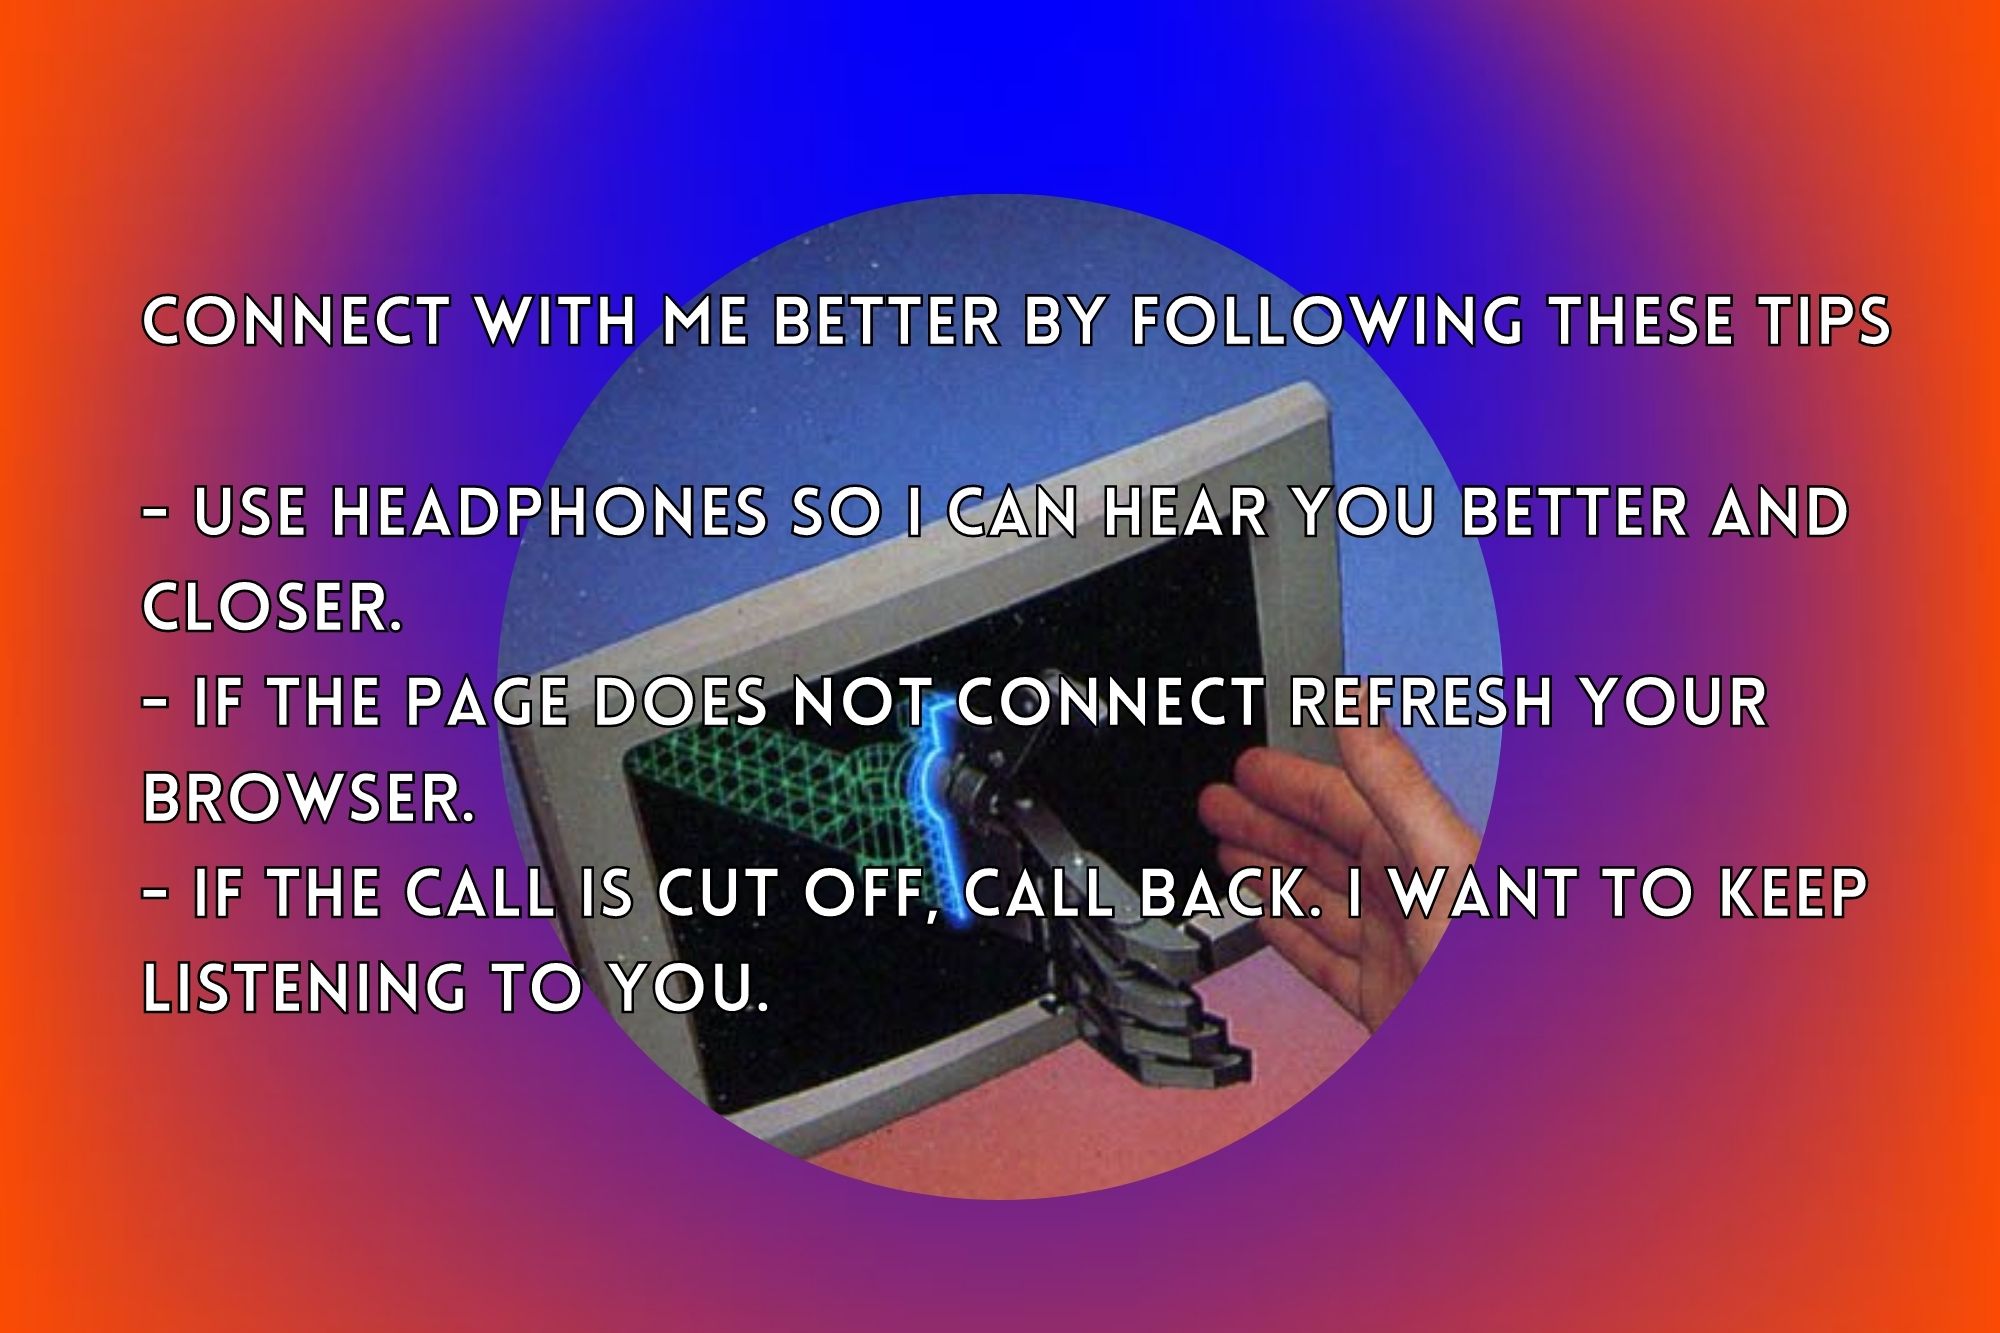 CONNECT WITH ME BETTER BY FOLLOWING THESE TIPS
- USE HEADPHONES SO I CAN HEAR YOU BETTER AND
CLOSER.
- IF THE PAGE DOES NOT CONNECT REFRESH YOUR
BROWSER.
- IF THE CALL IS CUT OFF, CALL BACK. I WANT TO KEEP
LISTENING TO YOU.